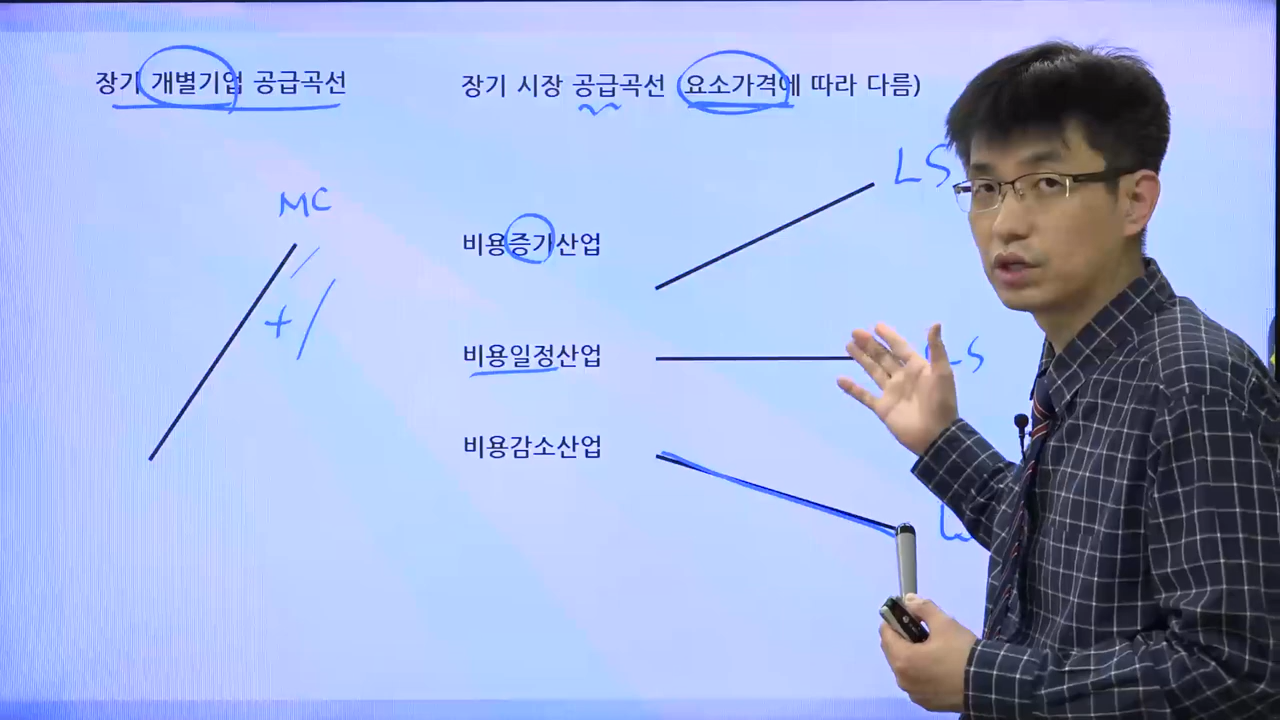 장기 개별기업 공급곡선
장기 시장 공급곡선 요소가격에 따라 다름)
MC
+
비용증가산업
LS
비용일정산업
LS
비용감소산업